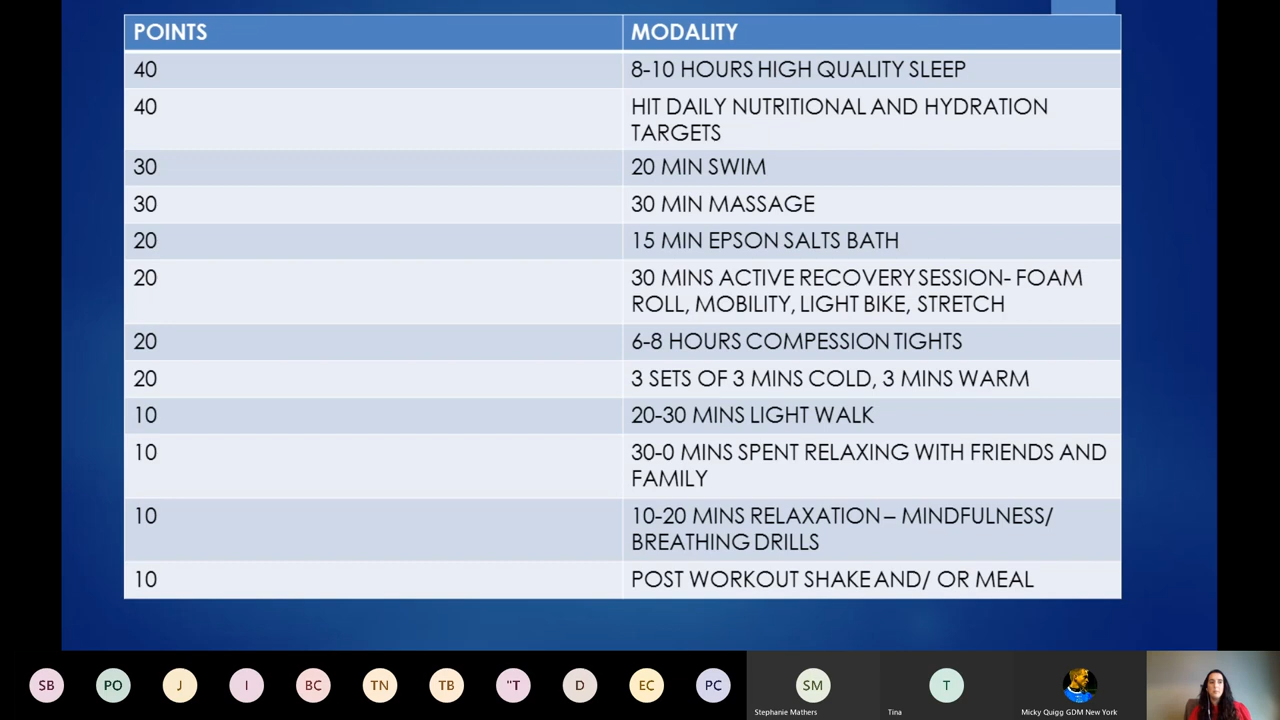 POINTS MODALITY
40 8-10 HOURS HIGH QUALITY SLEEP
40 HIT DAILY NUTRITIONAL AND HYDRATION
TARGETS
30 20 MIN SWIM
30 30 MIN MASSAGE
20 15 MIN EPSON SALTS BATH
20 30 MINS ACTIVE RECOVERY SESSION- FOAM
ROLL, MOBILITY, LIGHT BIKE, STRETCH
20 6-8 HOURS COMPESSION TIGHTS
20 3 SETS OF 3 MINS COLD, 3 MINS WARM
10 20-30 MINS LIGHT WALK
10 30-0 MINS SPENT RELAXING WITH FRIENDS AND
FAMILY
10 10-20 MINS RELAXATION – MINDFULNESS/
BREATHING DRILLS
10 POST WORKOUT SHAKE AND/ OR MEAL
SB PO J I BC TN TB "T D EC PC SM T
Stephanie Mathers Tina Micky Quigg GDM New York